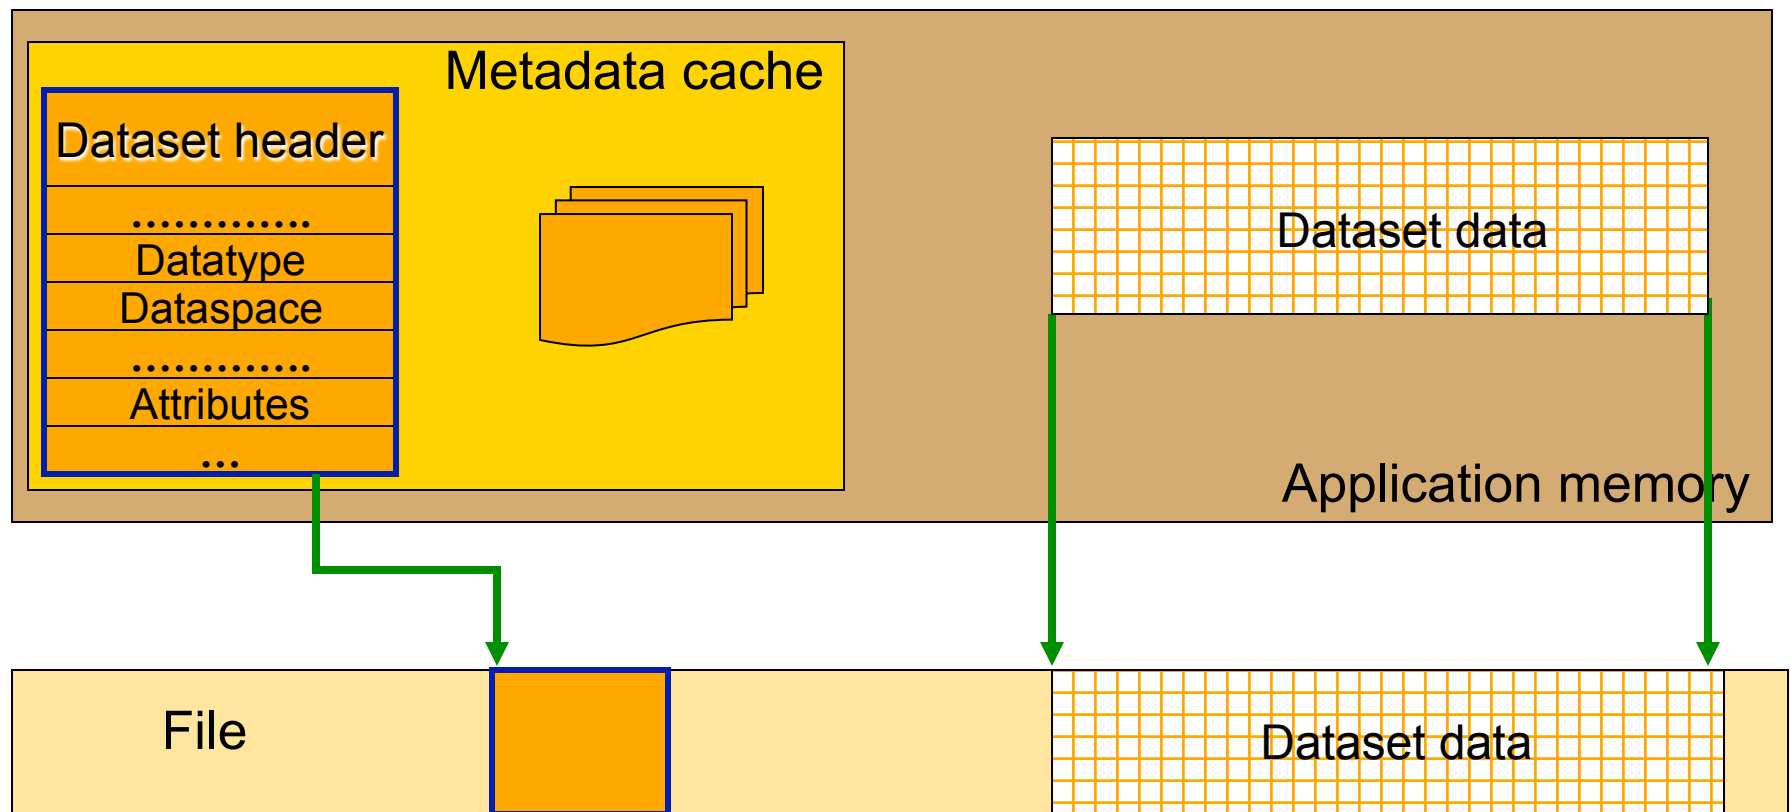 Metadata cache
Dataset header
.............
Datatype
Dataspace
.............
Attributes
...
Dataset data
Application memory
File
Dataset data